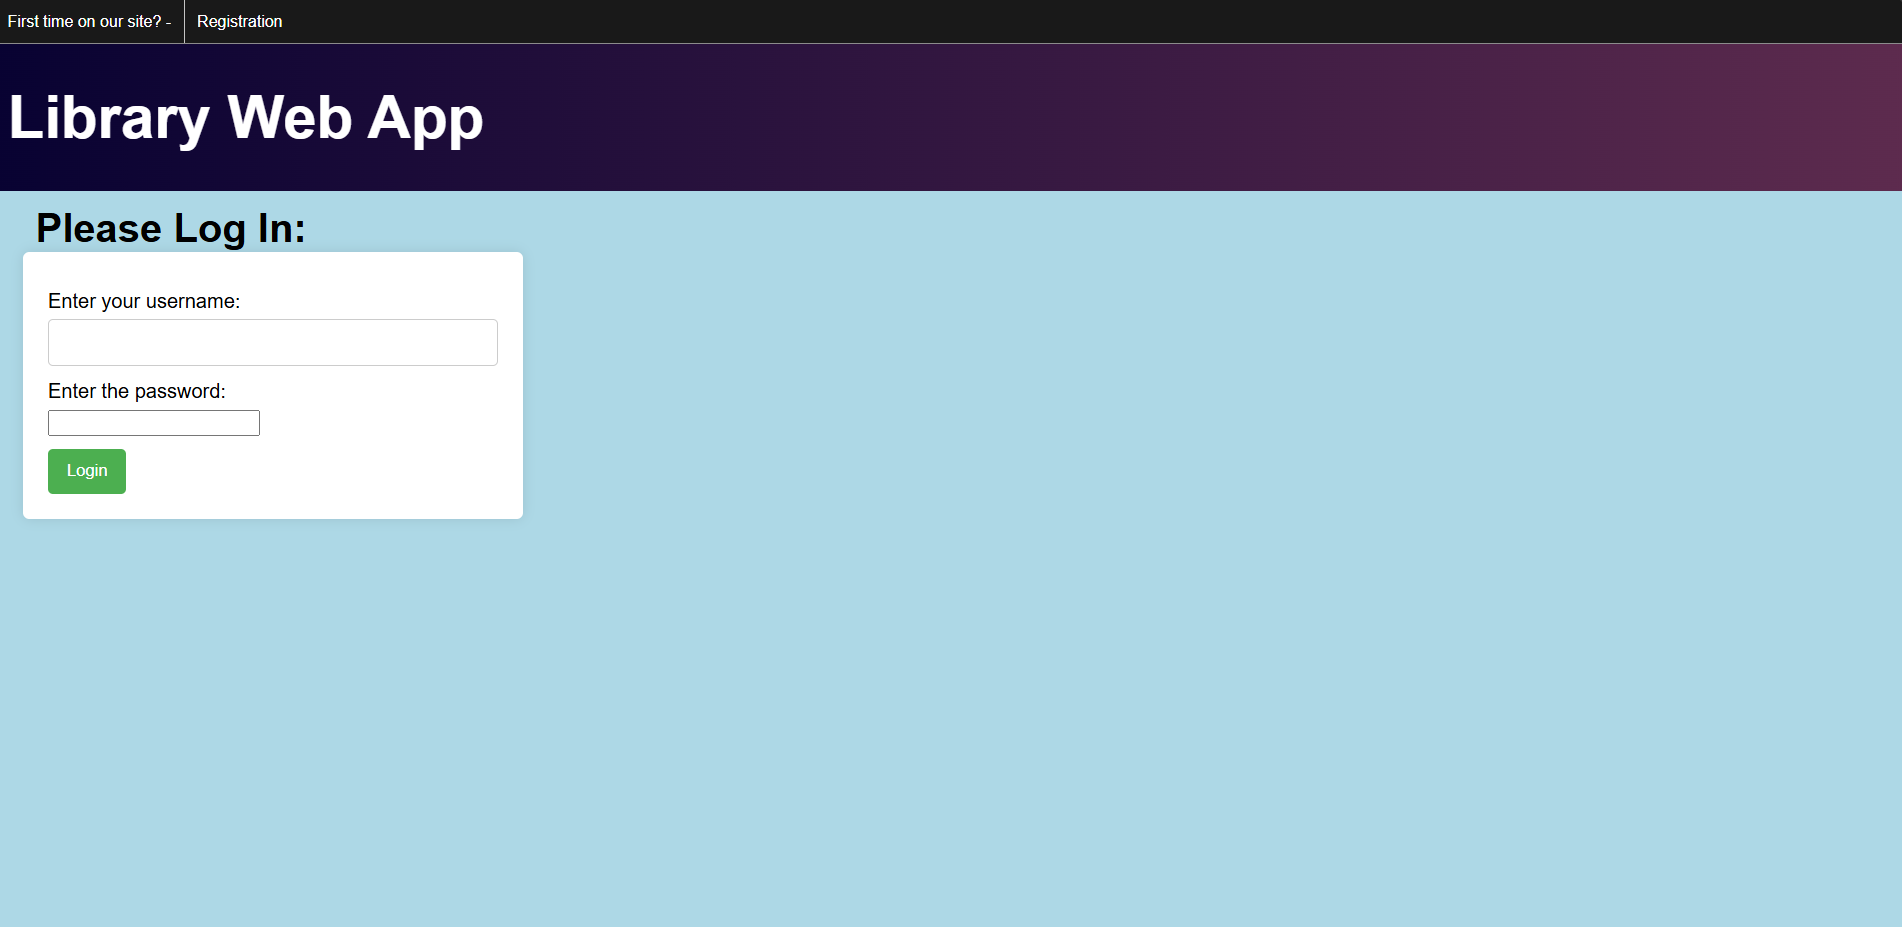 First time on our site? - Registration
Library Web App
Please Log In:
Enter your username:
Enter the password:
Login